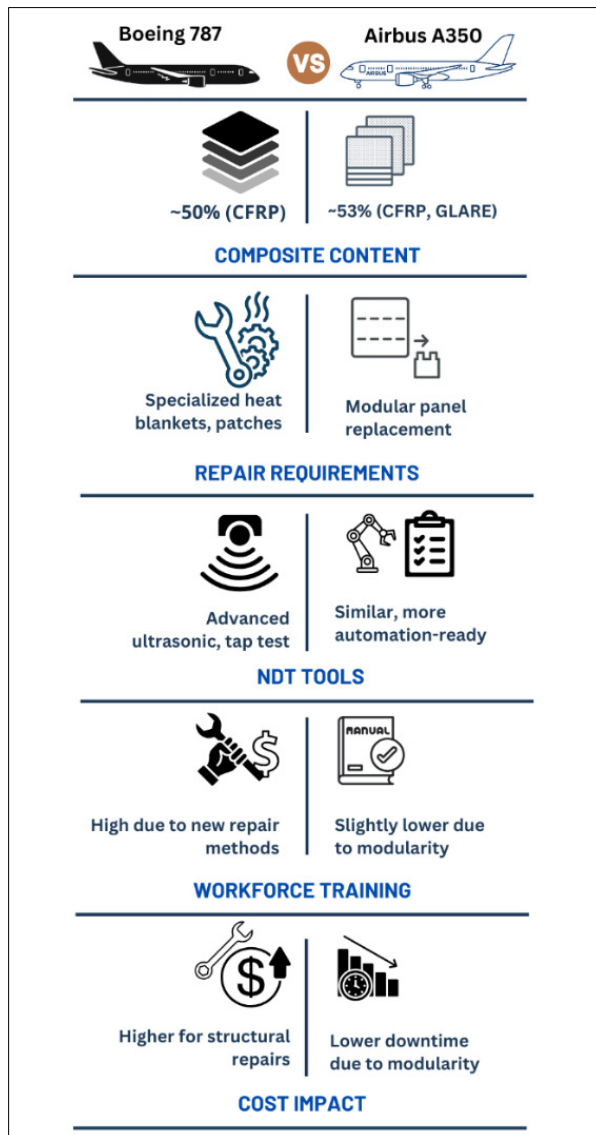 Boeing 787
VS
Airbus A350
AIRBUS
~50% (CFRP)
~53% (CFRP, GLARE)
COMPOSITE CONTENT
Specialized heat
blankets, patches
Modular panel
replacement
REPAIR REQUIREMENTS
Advanced
ultrasonic, tap test
Similar, more
automation-ready
NDT TOOLS
$
MANUAL
High due to new repair
methods
Slightly lower due
to modularity
WORKFORCE TRAINING
$
Higher for structural
repairs
Lower downtime
due to modularity
COST IMPACT